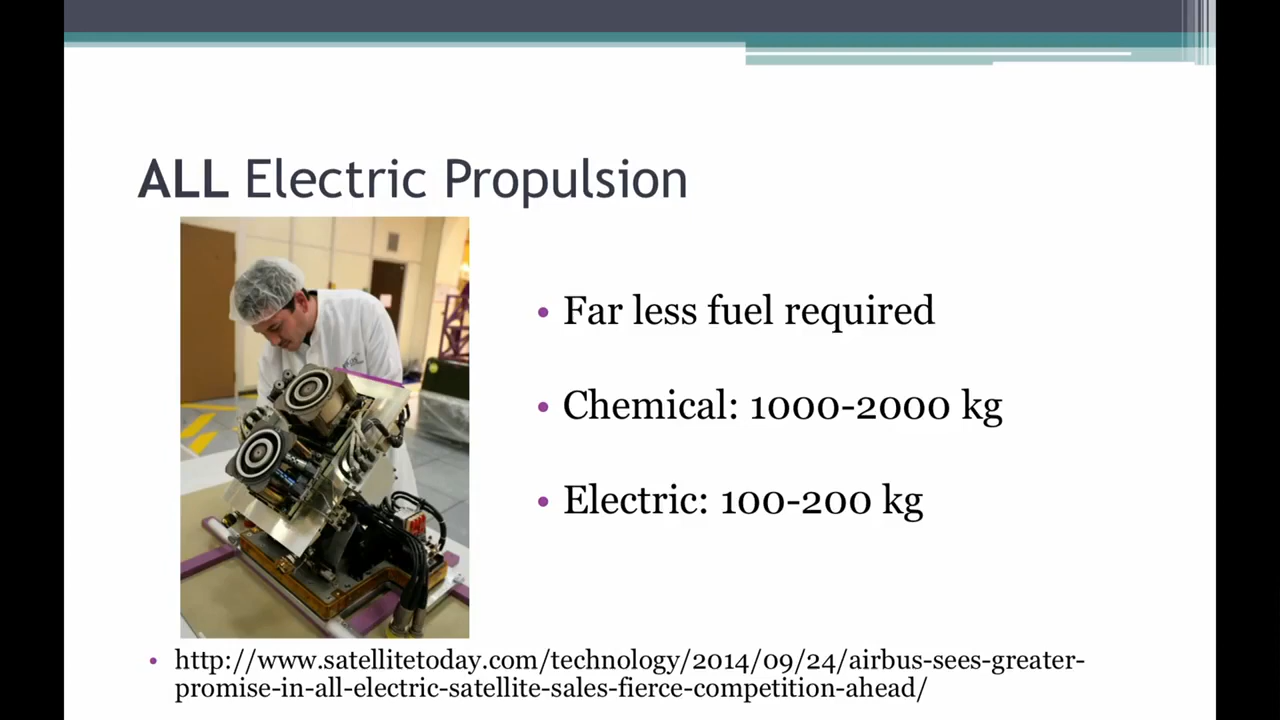 ALL Electric Propulsion
• Far less fuel required
• Chemical: 1000-2000 kg
• Electric: 100-200 kg
• http://www.satellitetoday.com/technology/2014/09/24/airbus-sees-greater-
promise-in-all-electric-satellite-sales-fierce-competition-ahead/